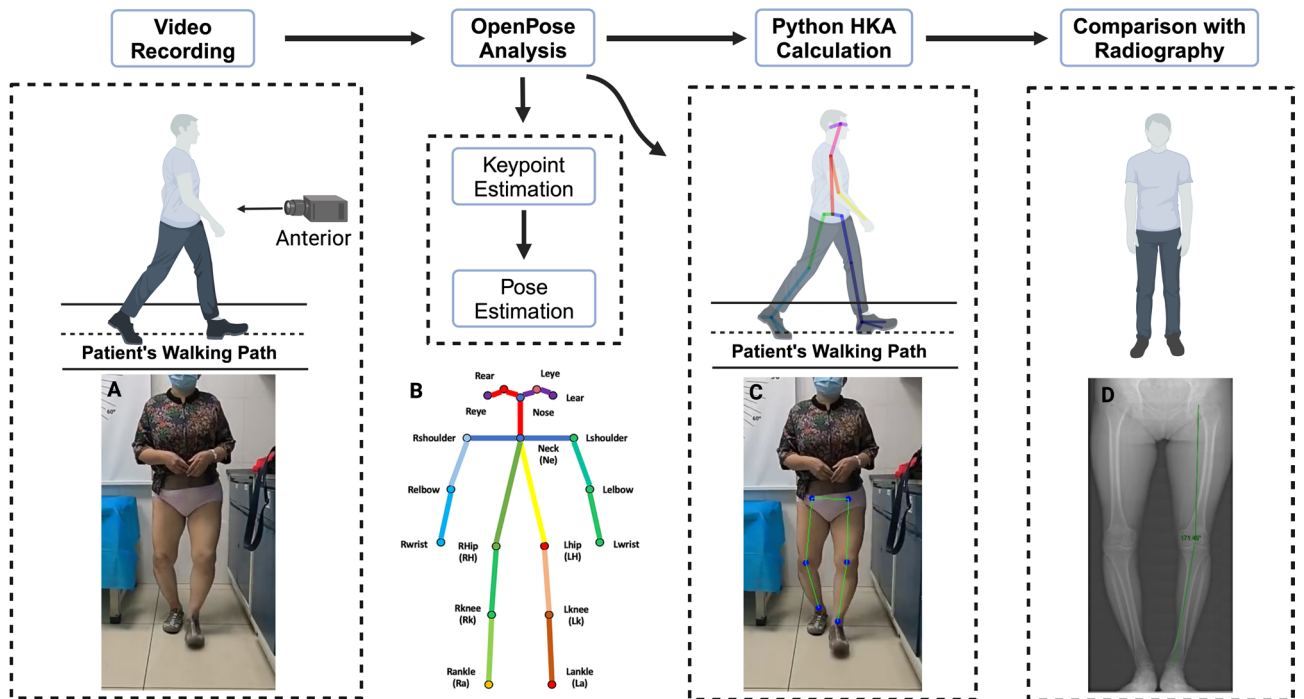 Video
Recording
OpenPose
Analysis
Python HKA
Calculation
Comparison with
Radiography
Anterior
Patient's Walking Path
Keypoint
Estimation
Pose
Estimation
Patient's Walking Path
A
60°
B
Rear
Leye
Reye
Nose
Lear
Rshoulder
Neck
(Ne)
Lshoulder
Relbow
Lelbow
Rwrist
RHip
(RH)
Lhip
(LH)
Lwrist
Rknee
(Rk)
Lknee
(Lk)
Rankle
(Ra)
Lankle
(La)
C
60°
D